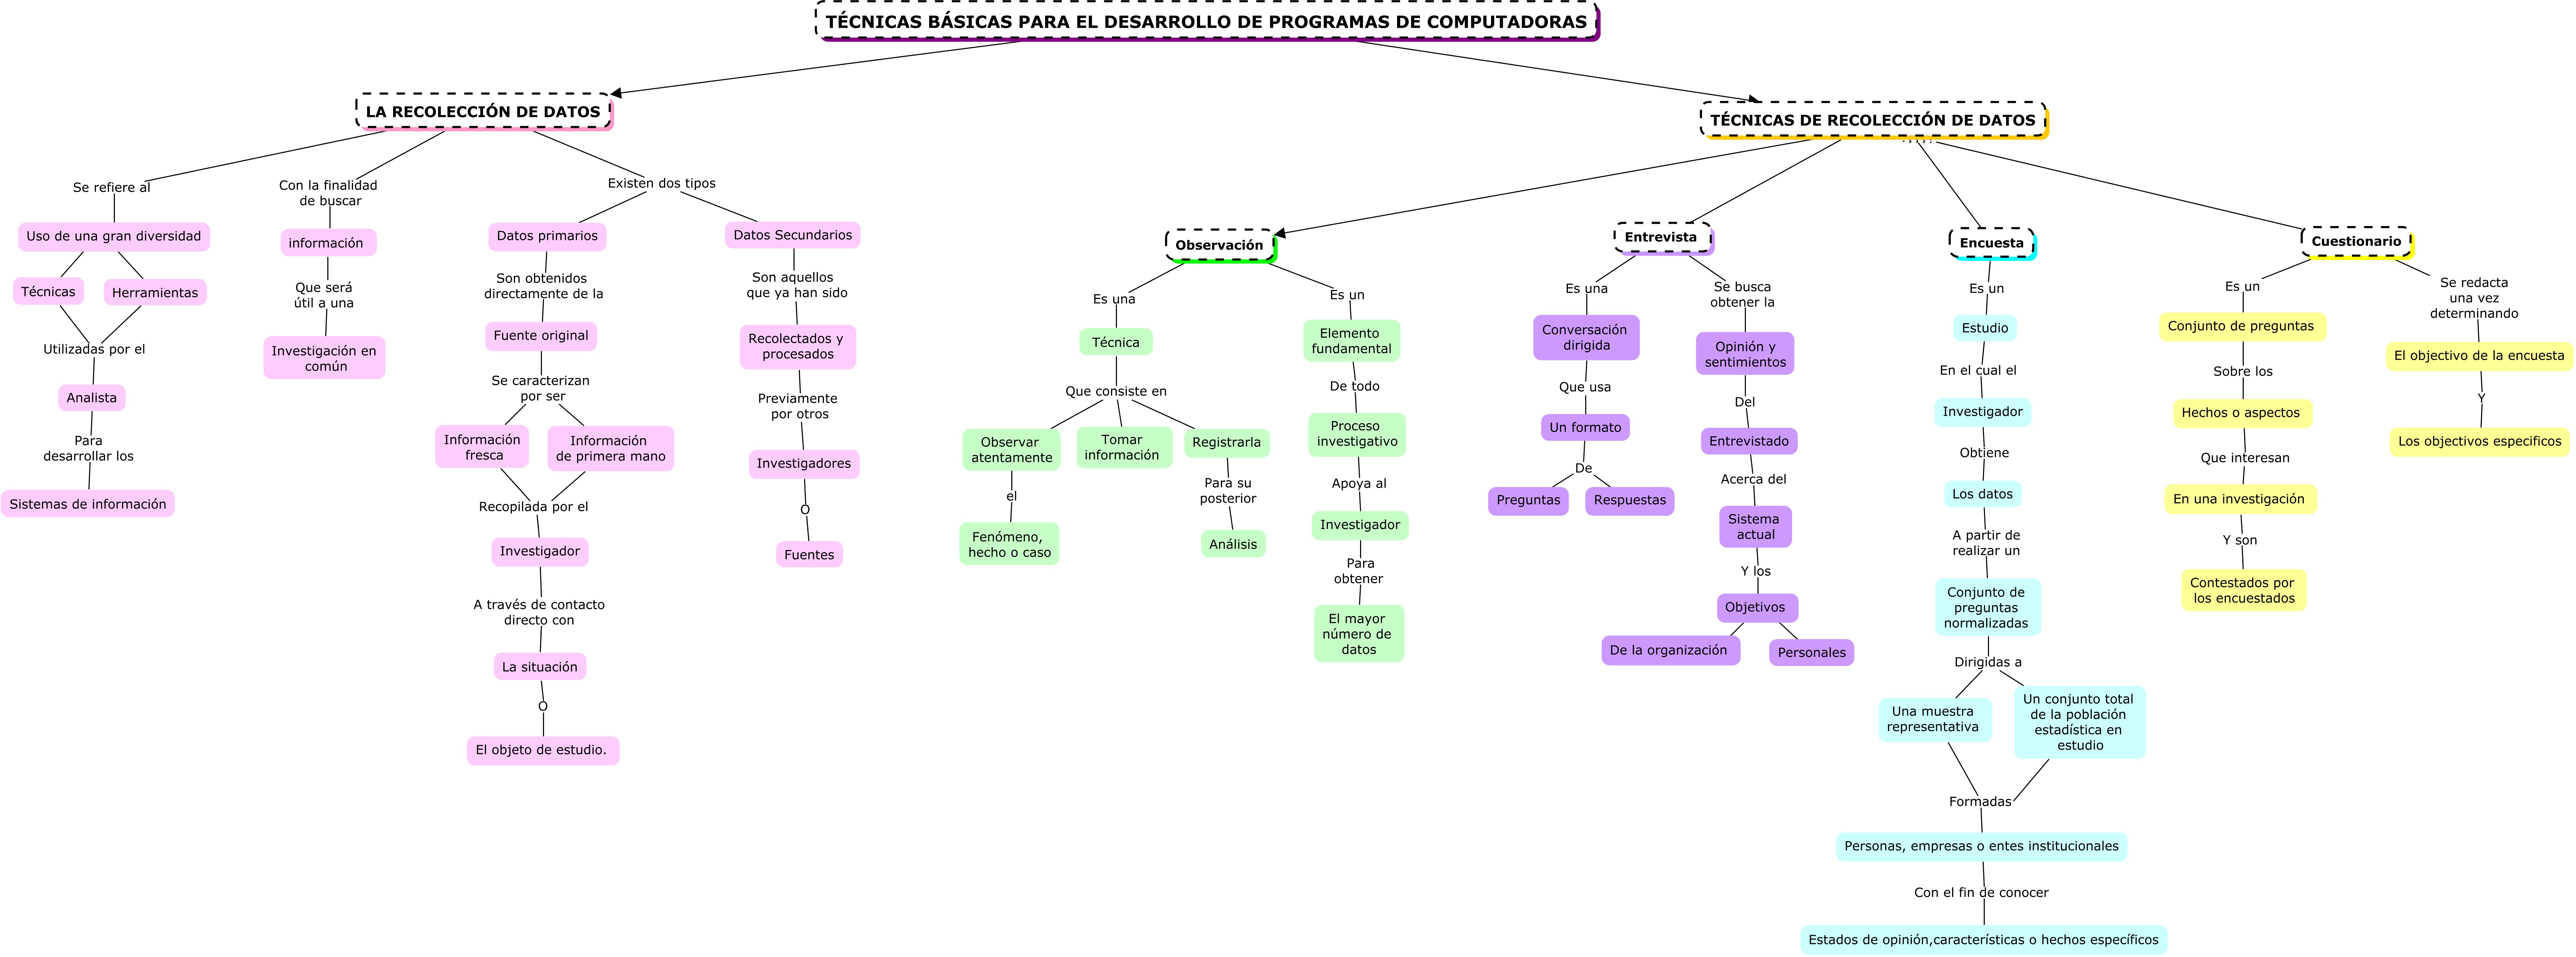 TÉCNICAS BÁSICAS PARA EL DESARROLLO DE PROGRAMAS DE COMPUTADORAS
LA RECOLECCIÓN DE DATOS
Se refiere al
Uso de una gran diversidad
Técnicas
Herramientas
Utilizadas por el
Analista
Para
desarrollar los
Sistemas de información
Con la finalidad
de buscar
información
Que será
útil a una
Investigación en
común
Existen dos tipos
Datos primarios
Son obtenidos
directamente de la
Fuente original
Se caracterizan
por ser
Información
fresca
Información
de primera mano
Recopilada por el
Investigador
A través de contacto
directo con
La situación
O
El objeto de estudio.
Datos Secundarios
Son aquellos
que ya han sido
Recolectados y
procesados
Previamente
por otros
Investigadores
O
Fuentes
TÉCNICAS DE RECOLECCIÓN DE DATOS
Observación
Es una
Técnica
Que consiste en
Observar
atentamente
el
Fenómeno,
hecho o caso
Tomar
información
Registrarla
Para su
posterior
Análisis
Es un
Elemento
fundamental
De todo
Proceso
investigativo
Apoya al
Investigador
Para
obtener
El mayor
número de
datos
Entrevista
Es una
Conversación
dirigida
Que usa
Un formato
De
Preguntas
Respuestas
Se busca
obtener la
Opinión y
sentimientos
Del
Entrevistado
Acerca del
Sistema
actual
Y los
Objetivos
De la organización
Personales
Encuesta
Es un
Estudio
En el cual el
Investigador
Obtiene
Los datos
A partir de
realizar un
Conjunto de
preguntas
normalizadas
Dirigidas a
Una muestra
representativa
Un conjunto total
de la población
estadística en
estudio
Formadas
Personas, empresas o entes institucionales
Con el fin de conocer
Estados de opinión,características o hechos específicos
Cuestionario
Es un
Conjunto de preguntas
Sobre los
Hechos o aspectos
Que interesan
En una investigación
Y son
Contestados por
los encuestados
Se redacta
una vez
determinando
El objectivo de la encuesta
Y
Los objectivos especificos